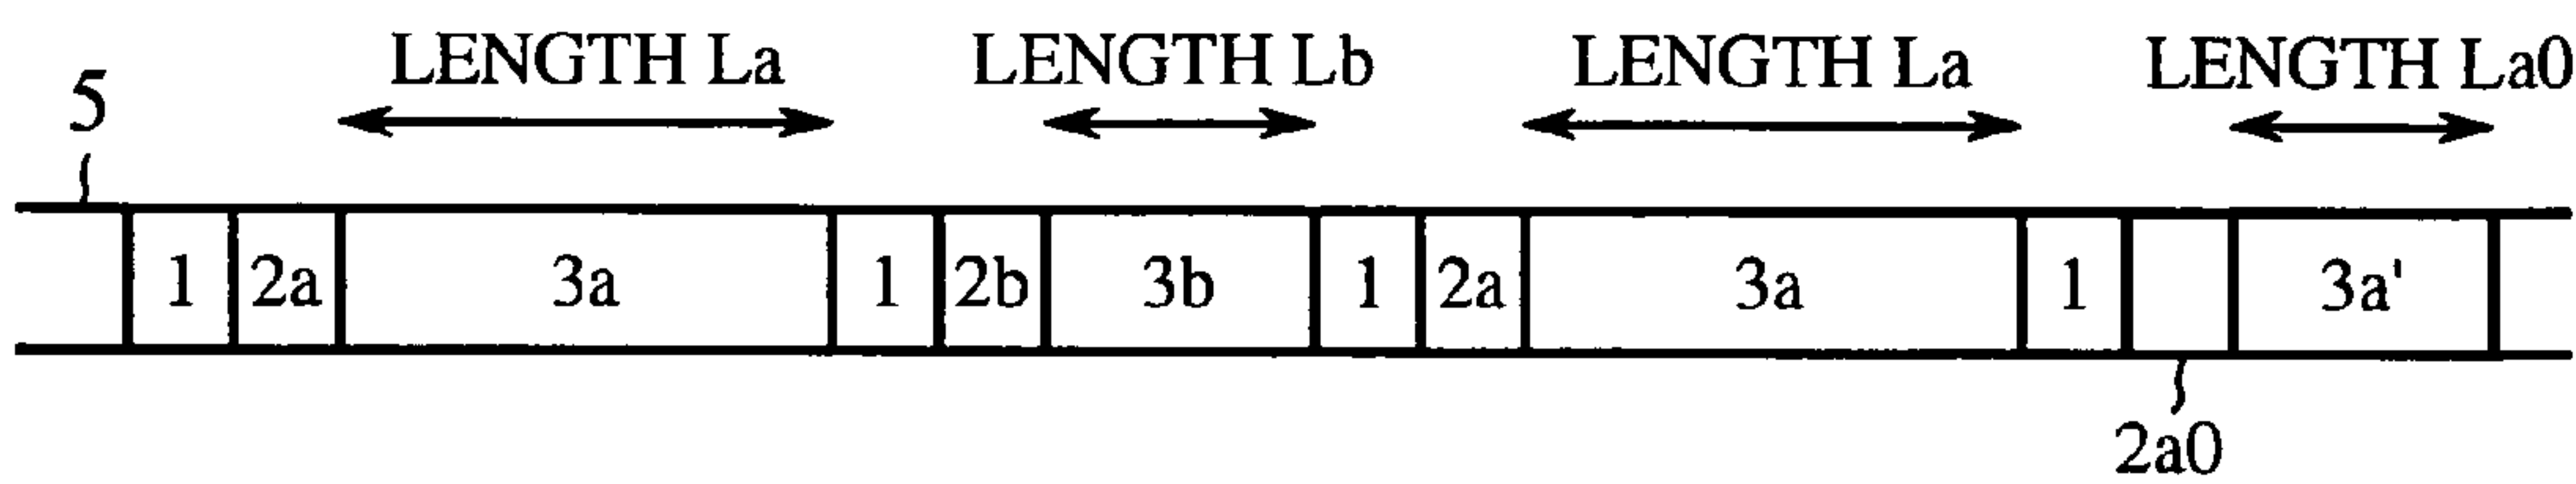 LENGTH La LENGTH Lb LENGTH La LENGTH La0
5
1 2a 3a 1 2b 3b 1 2a 3a 1 3a'
2a0